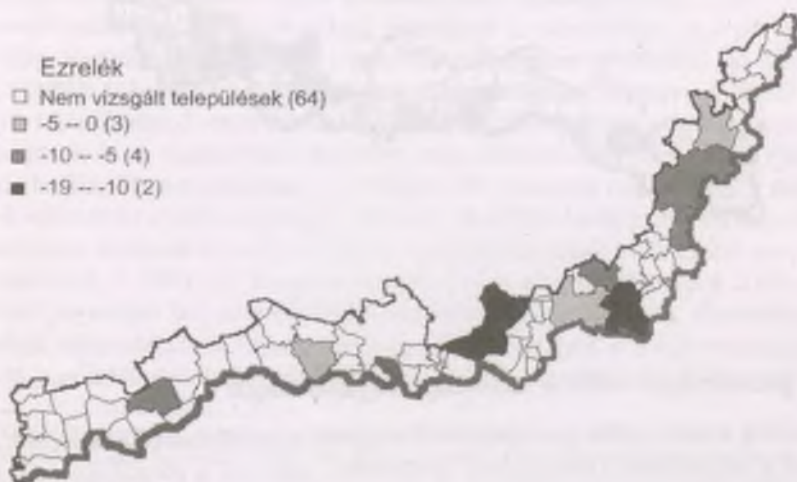 Ezrelék
Nem vizsgált települések (64)
-5 -- 0 (3)
-10 -- -5 (4)
-19 -- -10 (2)